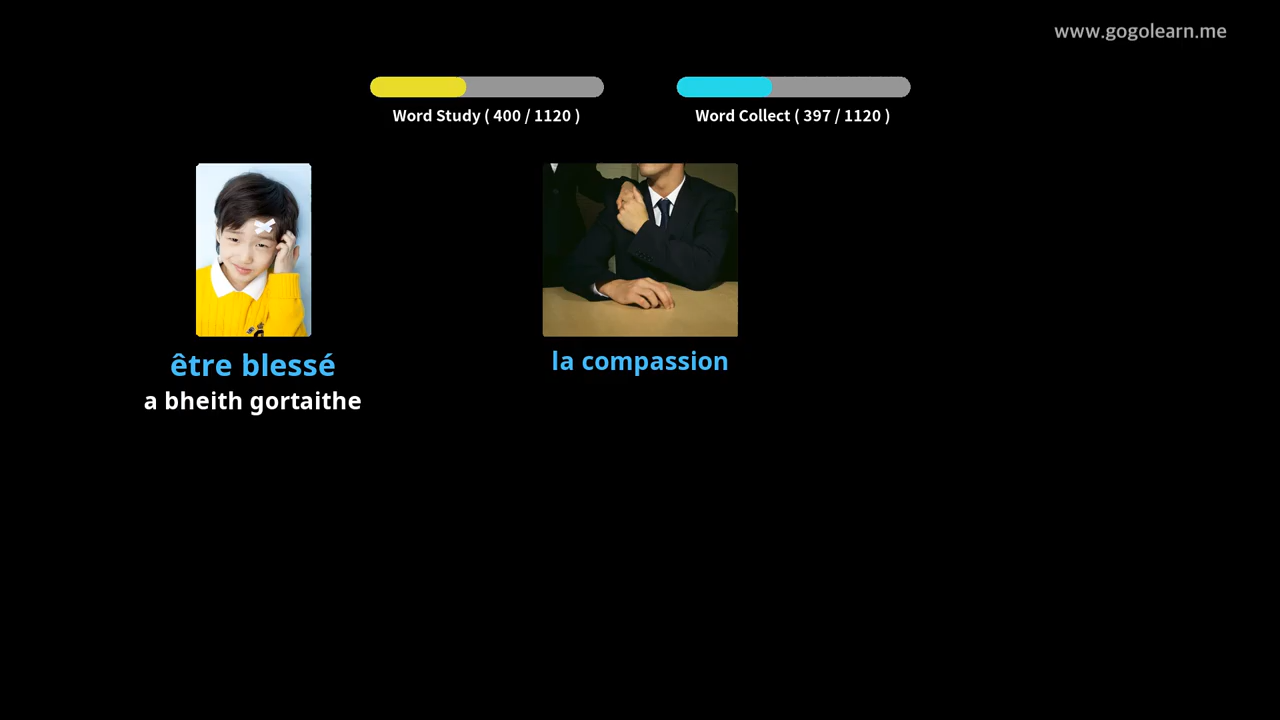 www.gogolearn.me
Word Study ( 400 / 1120 )
Word Collect ( 397 / 1120 )
être blessé
a bheith gortaithe
la compassion